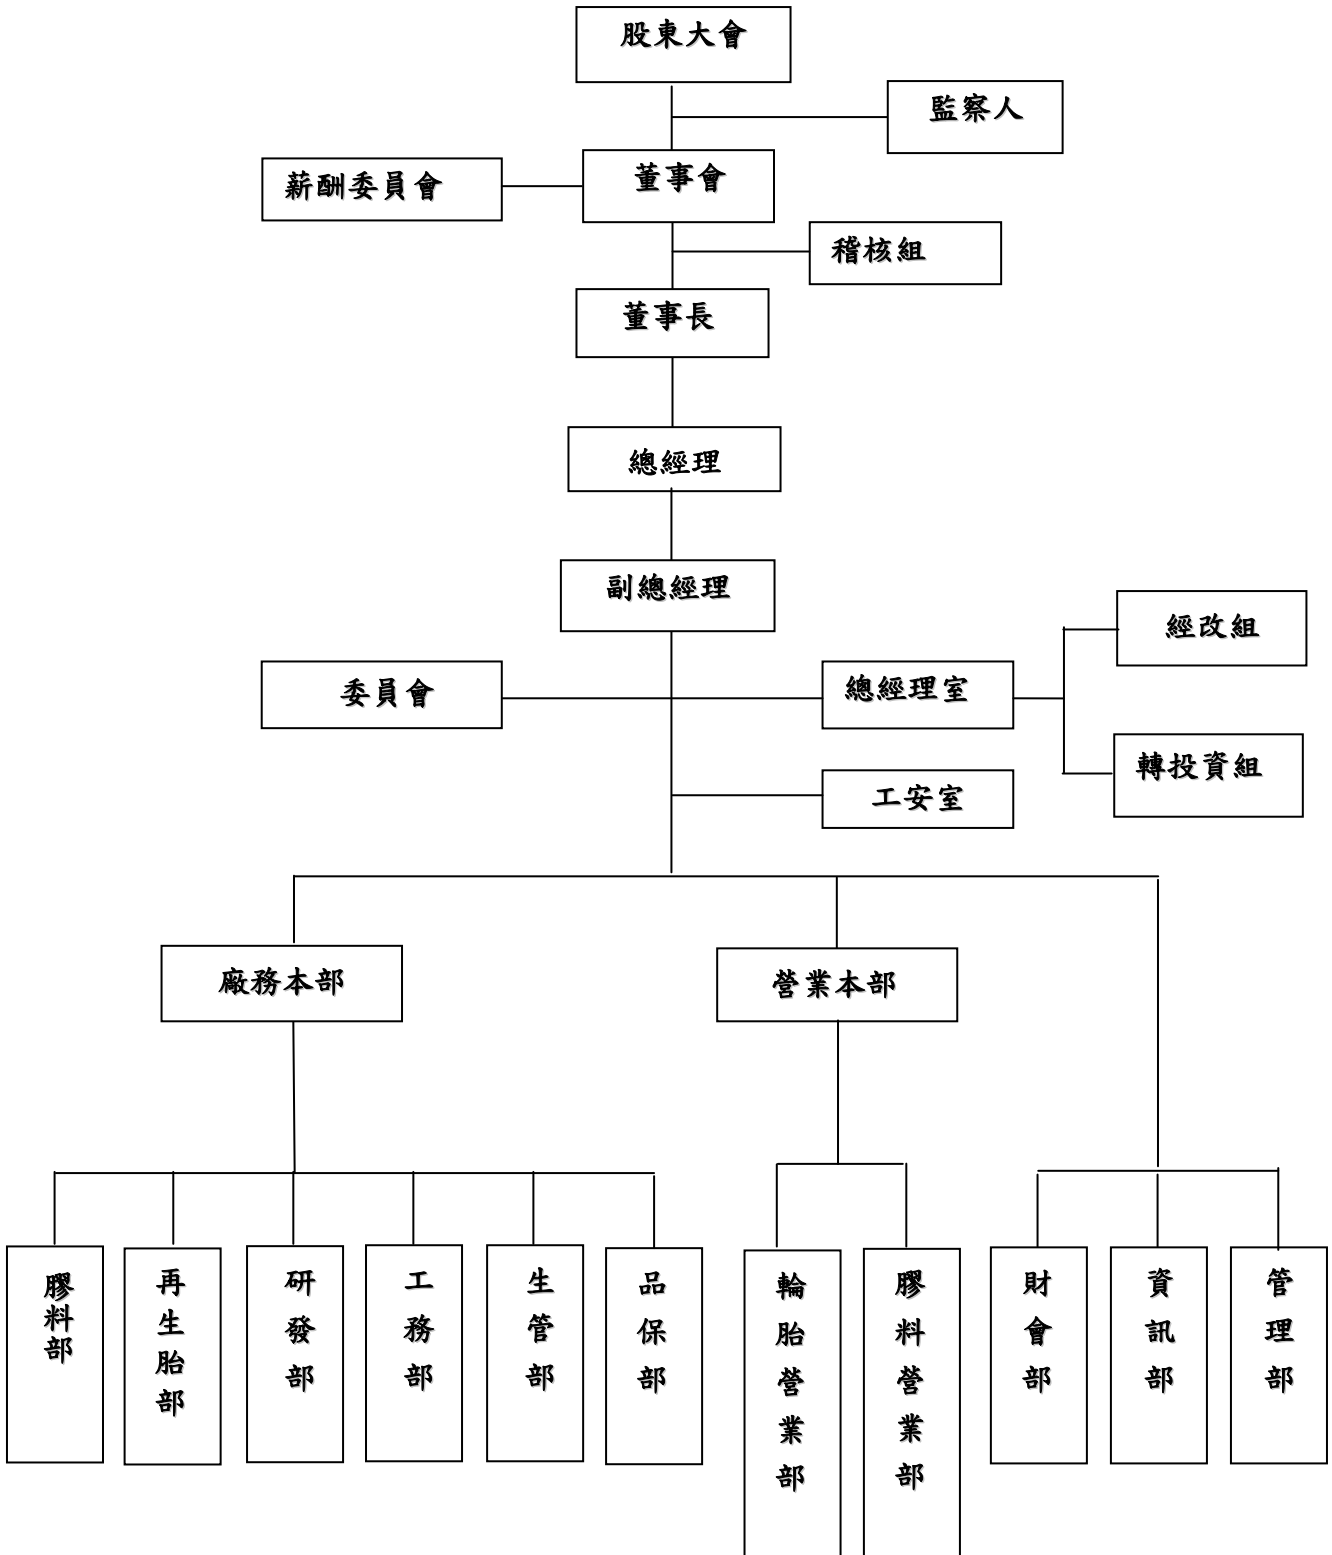 股東大會
監察人
董事會
薪酬委員會
稽核組
董事長
總經理
副總經理
經改組
委員會
總經理室
轉投資組
工安室
廠務本部
營業本部
膠料部
再生胎部
研發部
工務部
生管部
品保部
輪胎營業部
膠料營業部
財會部
資訊部
管理部